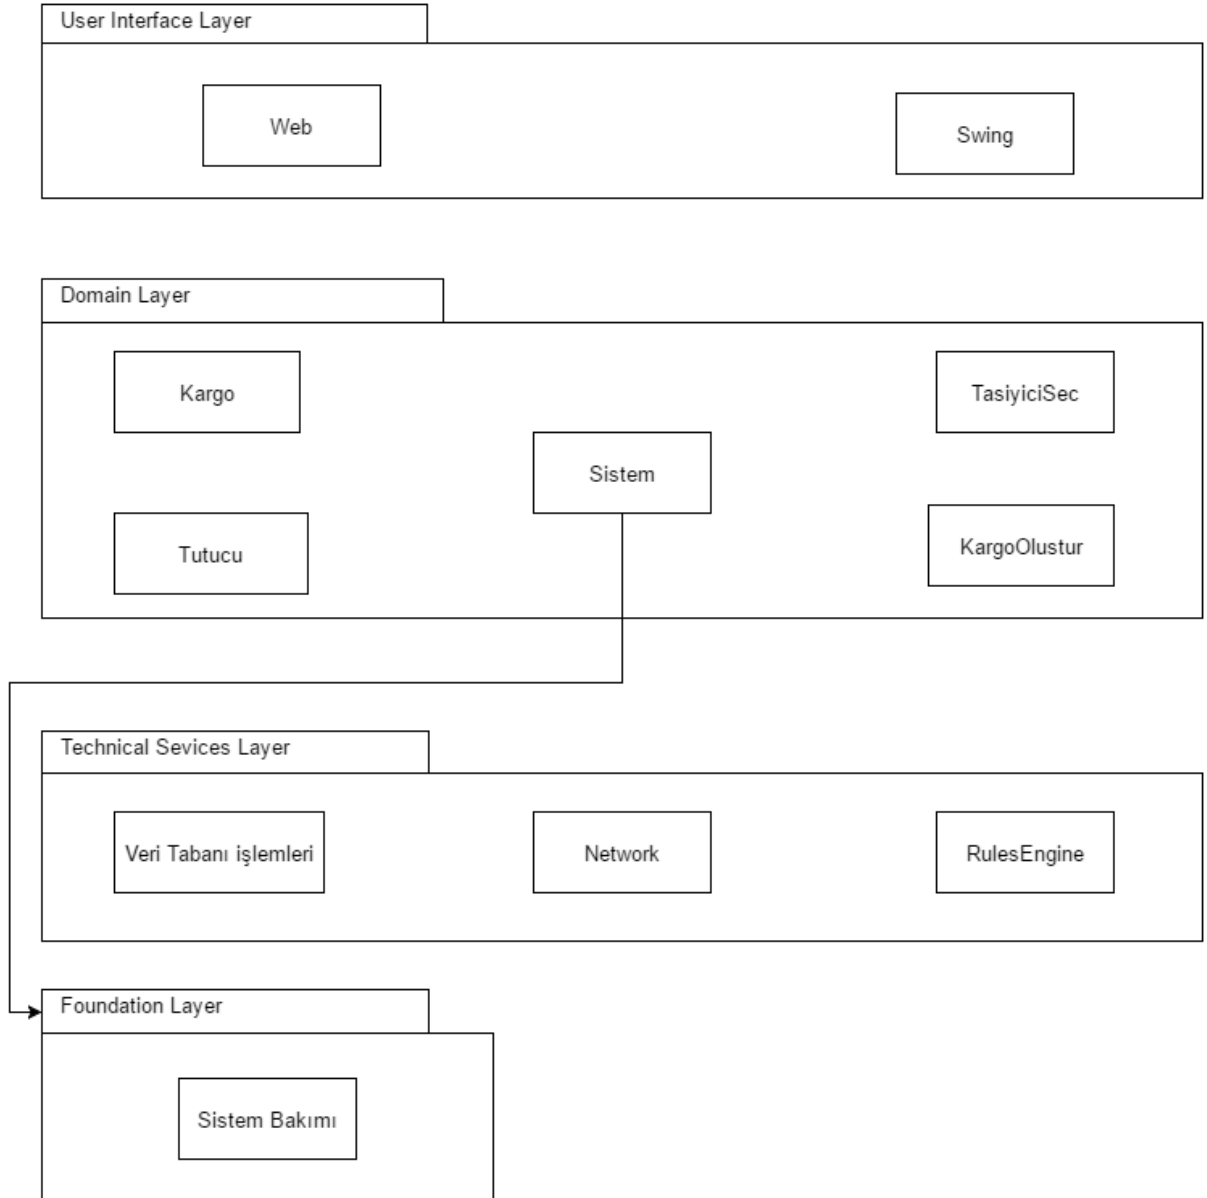 User Interface Layer
Web
Swing
Domain Layer
Kargo
TasiyiciSec
Sistem
Tutucu
KargoOlustur
Technical Sevices Layer
Veri Tabanı işlemleri
Network
RulesEngine
Foundation Layer
Sistem Bakımı